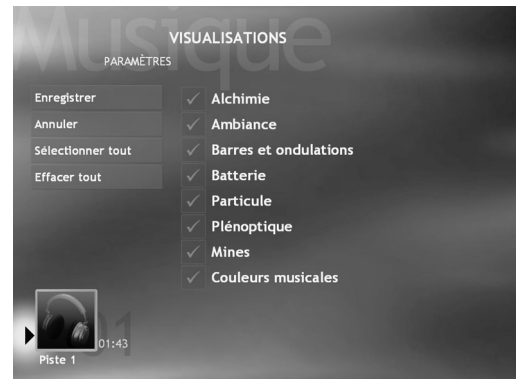 Musique
VISUALISATIONS
PARAMÈTRES
Enregistrer
Annuler
Sélectionner tout
Effacer tout
Alchimie
Ambiance
Barres et ondulations
Batterie
Particule
Plénoptique
Mines
Couleurs musicales
01
01:43
Piste 1